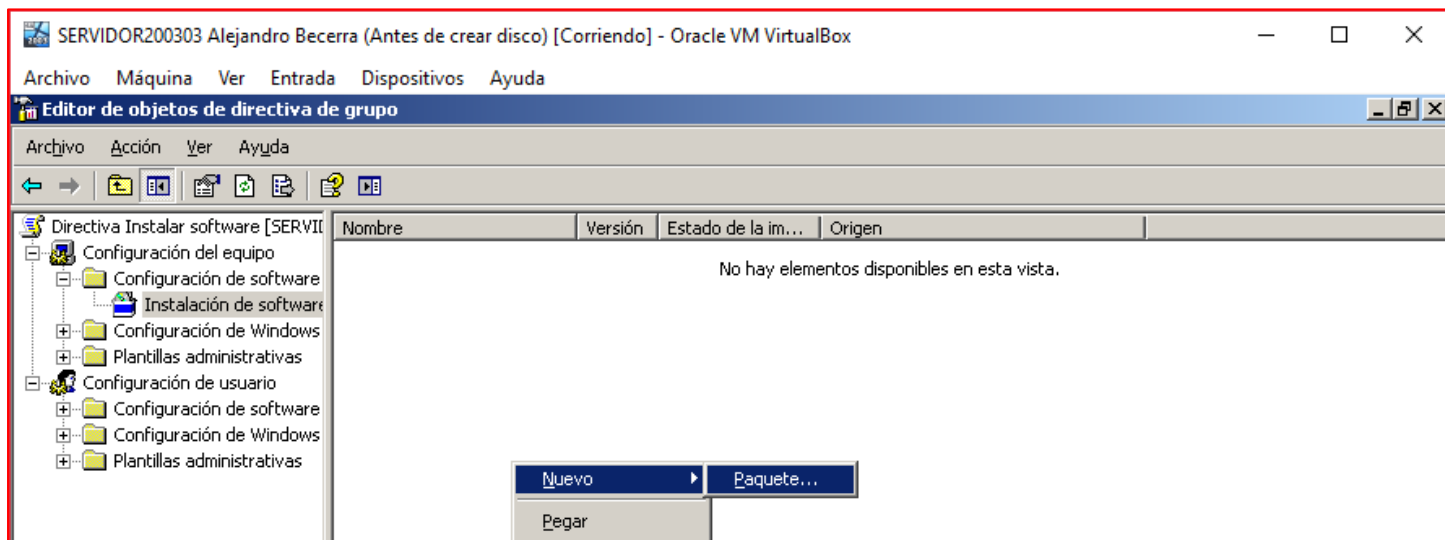 SERVIDOR200303 Alejandro Becerra (Antes de crear disco) [Corriendo] - Oracle VM VirtualBox
Archivo Máquina Ver Entrada Dispositivos Ayuda
Editor de objetos de directiva de grupo
Archivo Acción Ver Ayuda
Directiva Instalar software [SERVID
Nombre Versión Estado de la im... Origen
Configuración del equipo
No hay elementos disponibles en esta vista.
Configuración de software
Instalación de software
Configuración de Windows
Plantillas administrativas
Configuración de usuario
Configuración de software
Configuración de Windows
Plantillas administrativas
Nuevo Paquete...
Pegar